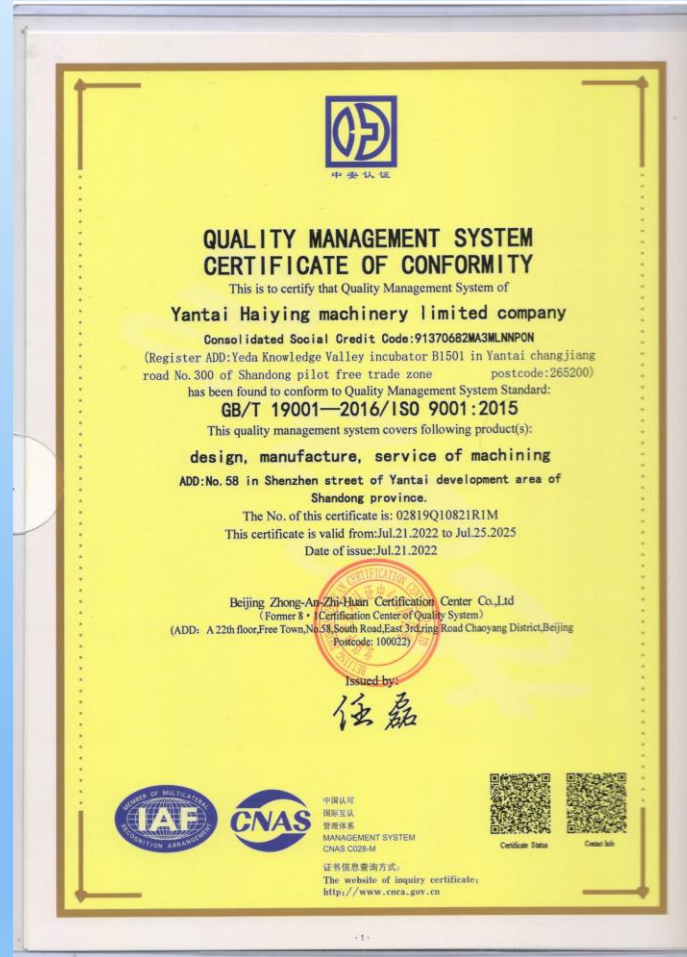 中安认证
QUALITY MANAGEMENT SYSTEM
CERTIFICATE OF CONFORMITY
This is to certify that Quality Management System of
Yantai Haiying machinery limited company
Consolidated Social Credit Code:91370682MA3MLNNP0N
(Register ADD:Yeda Knowledge Valley incubator B1501 in Yantai changjiang
road No.300 of Shandong pilot free trade zone postcode:265200)
has been found to conform to Quality Management System Standard:
GB/T 19001—2016/ISO 9001:2015
This quality management system covers following product(s):
design, manufacture, service of machining
ADD:No.58 in Shenzhen street of Yantai development area of
Shandong province.
The No. of this certificate is: 02819Q10821R1M
This certificate is valid from:Jul.21.2022 to Jul.25.2025
Date of issue:Jul.21.2022
Beijing Zhong-An-Zhi-Huan Certification Center Co.,Ltd
(Former 8·1Certification Center of Quality System)
(ADD: A 22th floor,Free Town,No.58,South Road,East 3rd,ring Road Chaoyang District,Beijing
Postcode: 100022)
Issued by:
任磊
MEMBER OF MULTILATERAL
IAF
RECOGNITION ARRANGEMENT
CNAS
中国认可
国际互认
管理体系
MANAGEMENT SYSTEM
CNAS C028-M
Certificate Status
Contact Info
证书信息查询方式:
The website of inquiry certificate:
http://www.cnca.gov.cn
-1-